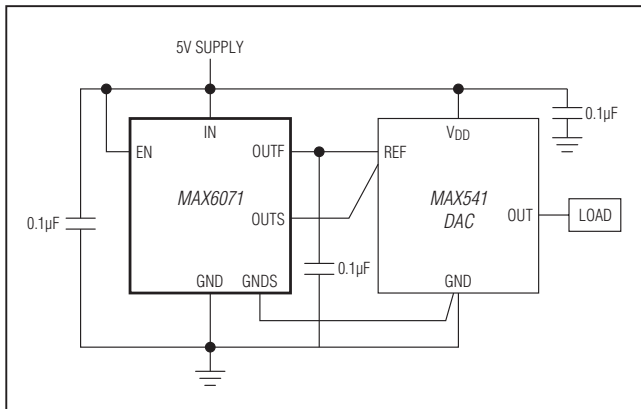 5V SUPPLY
0.1µF
IN
VDD
EN
OUTF
REF
MAX6071
MAX541
DAC
OUTS
OUT
LOAD
0.1µF
0.1µF
GND
GNDS
GND